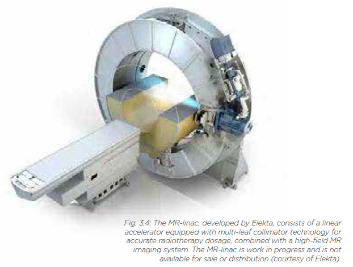 Fig. 3.4: The MR-linac, developed by Elekta, consists of a linear
accelerator equipped with multi-leaf collimator technology for
accurate radiotherapy dosage, combined with a high-field MR
imaging system. The MR-linac is work in progress and is not
available for sale or distribution (courtesy of Elekta).